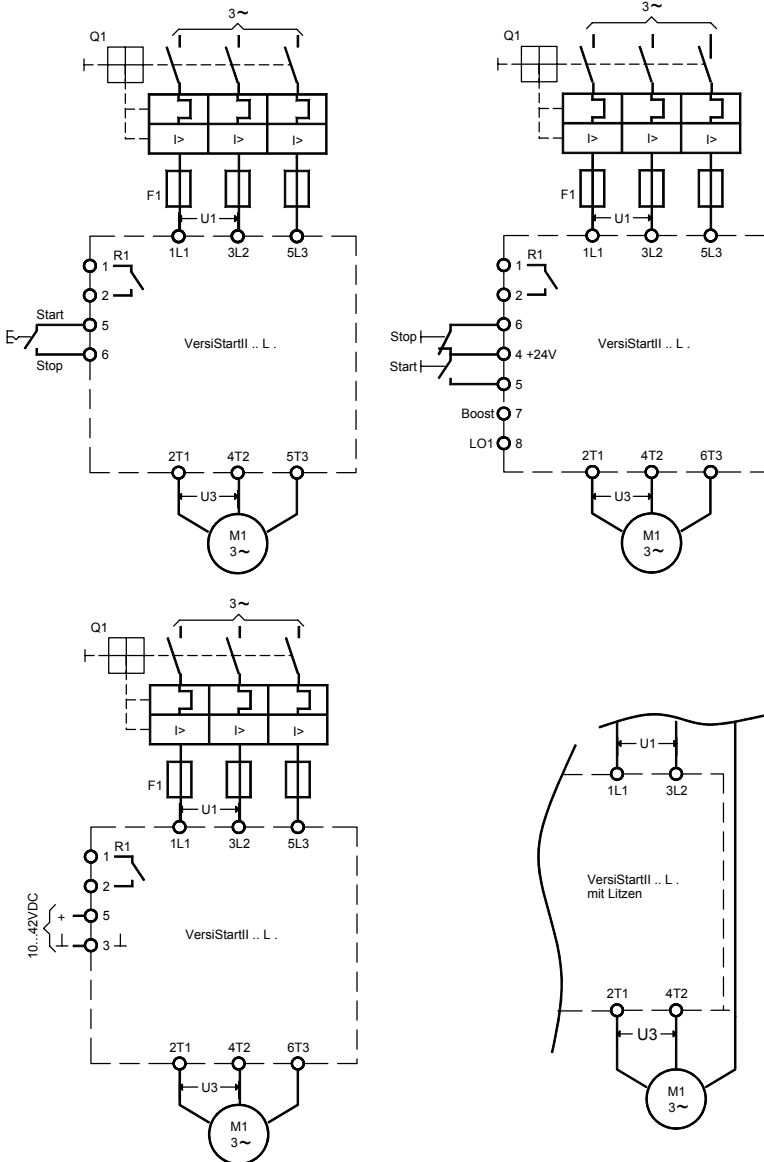 3~
Q1
I> I> I>
F1
U1
1L1 3L2 5L3
1 R1
2
Start
5
6
Stop
VersiStartII .. L .
2T1 4T2 5T3
U3
M1
3~
3~
Q1
I> I> I>
F1
U1
1L1 3L2 5L3
1 R1
2
6
Stop
4 +24V
Start
5
Boost 7
LO1 8
VersiStartII .. L .
2T1 4T2 6T3
U3
M1
3~
3~
Q1
I> I> I>
F1
U1
1L1 3L2 5L3
1 R1
2
10...42VDC
+ 5
3
VersiStartII .. L .
2T1 4T2 6T3
U3
M1
3~
U1
1L1 3L2
VersiStartII .. L .
mit Litzen
2T1 4T2
U3
M1
3~